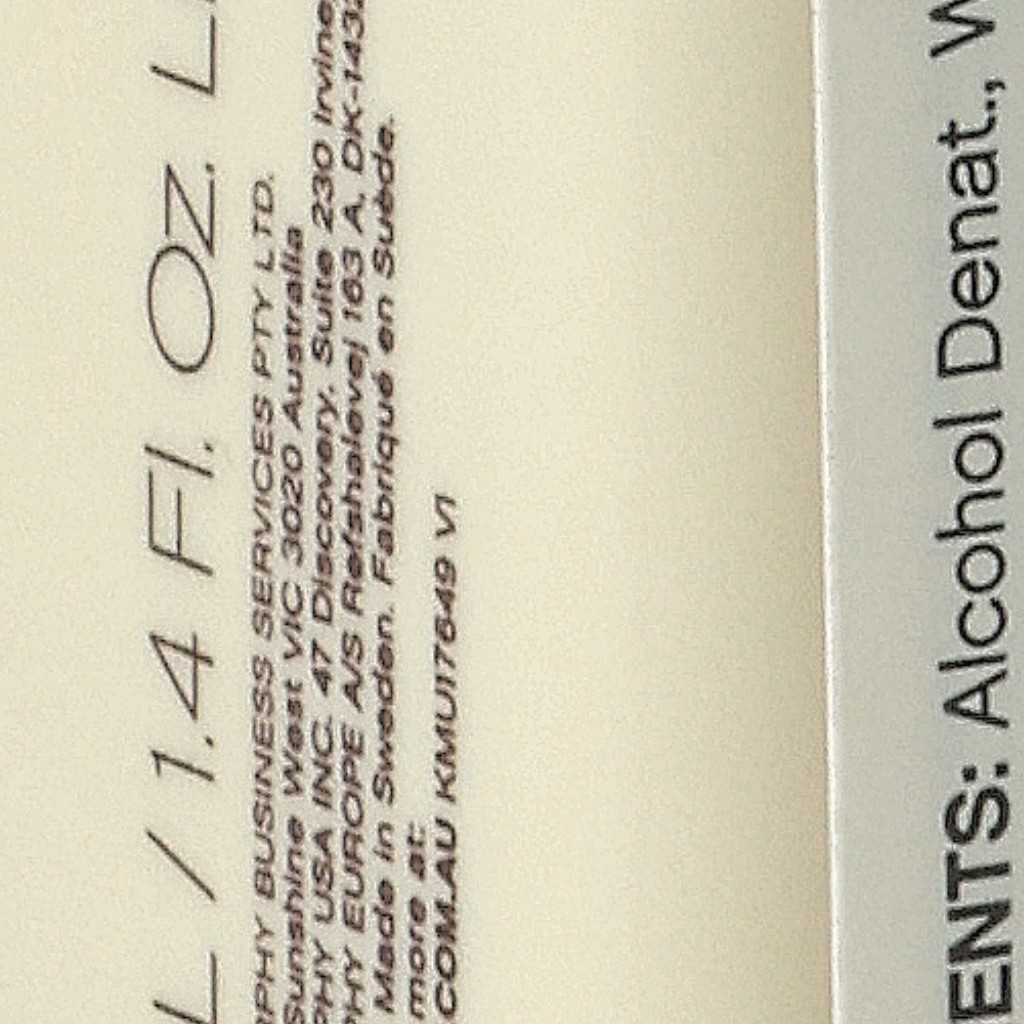 L / 1.4 Fl. OZ. L
PHY BUSINESS SERVICES PTY LTD.
Sunshine West VIC 3020 Australia
PHY USA INC. 47 Discovery, Suite 230 Irvine,
PHY EUROPE A/S Refshalevej 163 A, DK-1432
Made in Sweden. Fabriqué en Suède.
more at:
.COM.AU KMU17649 V1
ENTS: Alcohol Denat., W